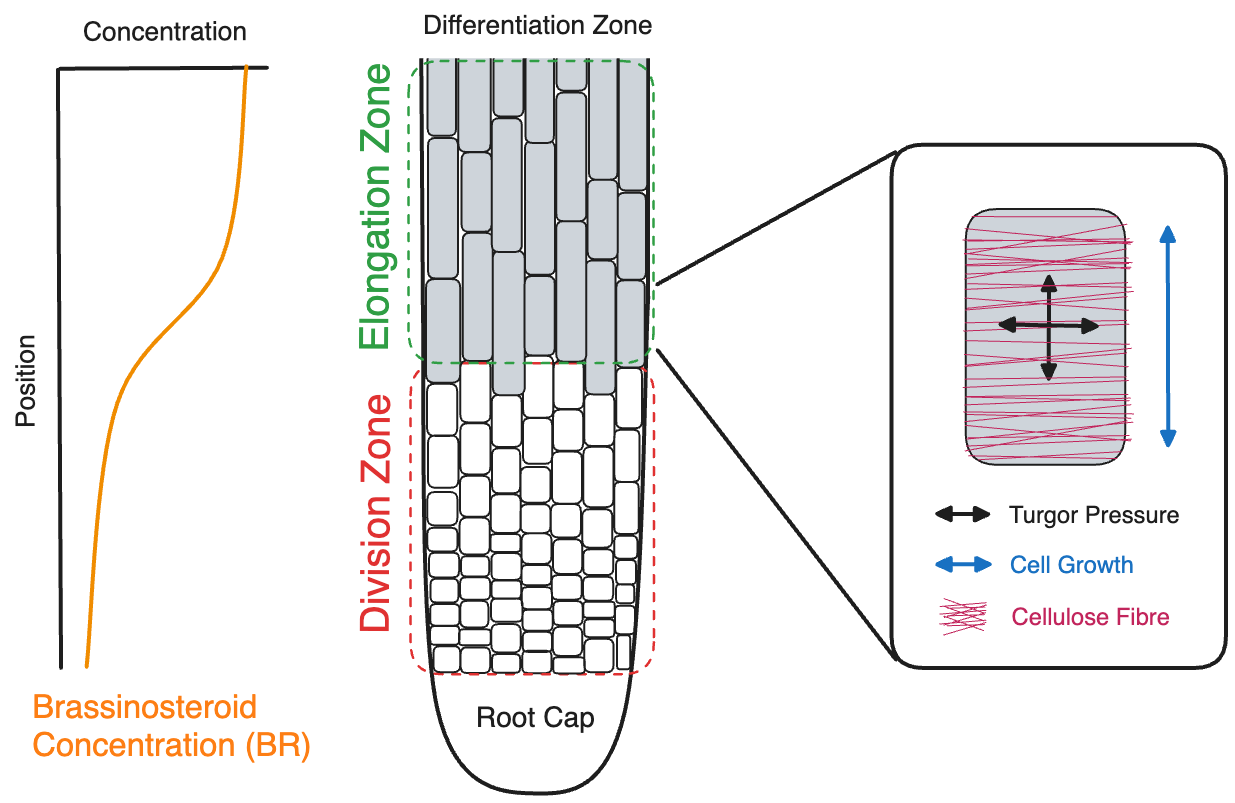 Concentration
Differentiation Zone
Elongation Zone
Position
Division Zone
Turgor Pressure
Cell Growth
Cellulose Fibre
Brassinosteroid
Concentration (BR)
Root Cap